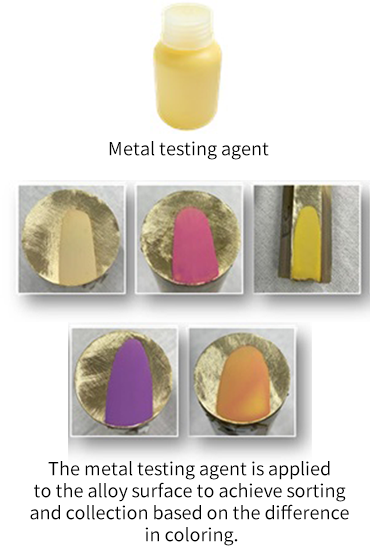 Metal testing agent
The metal testing agent is applied
to the alloy surface to achieve sorting
and collection based on the difference
in coloring.